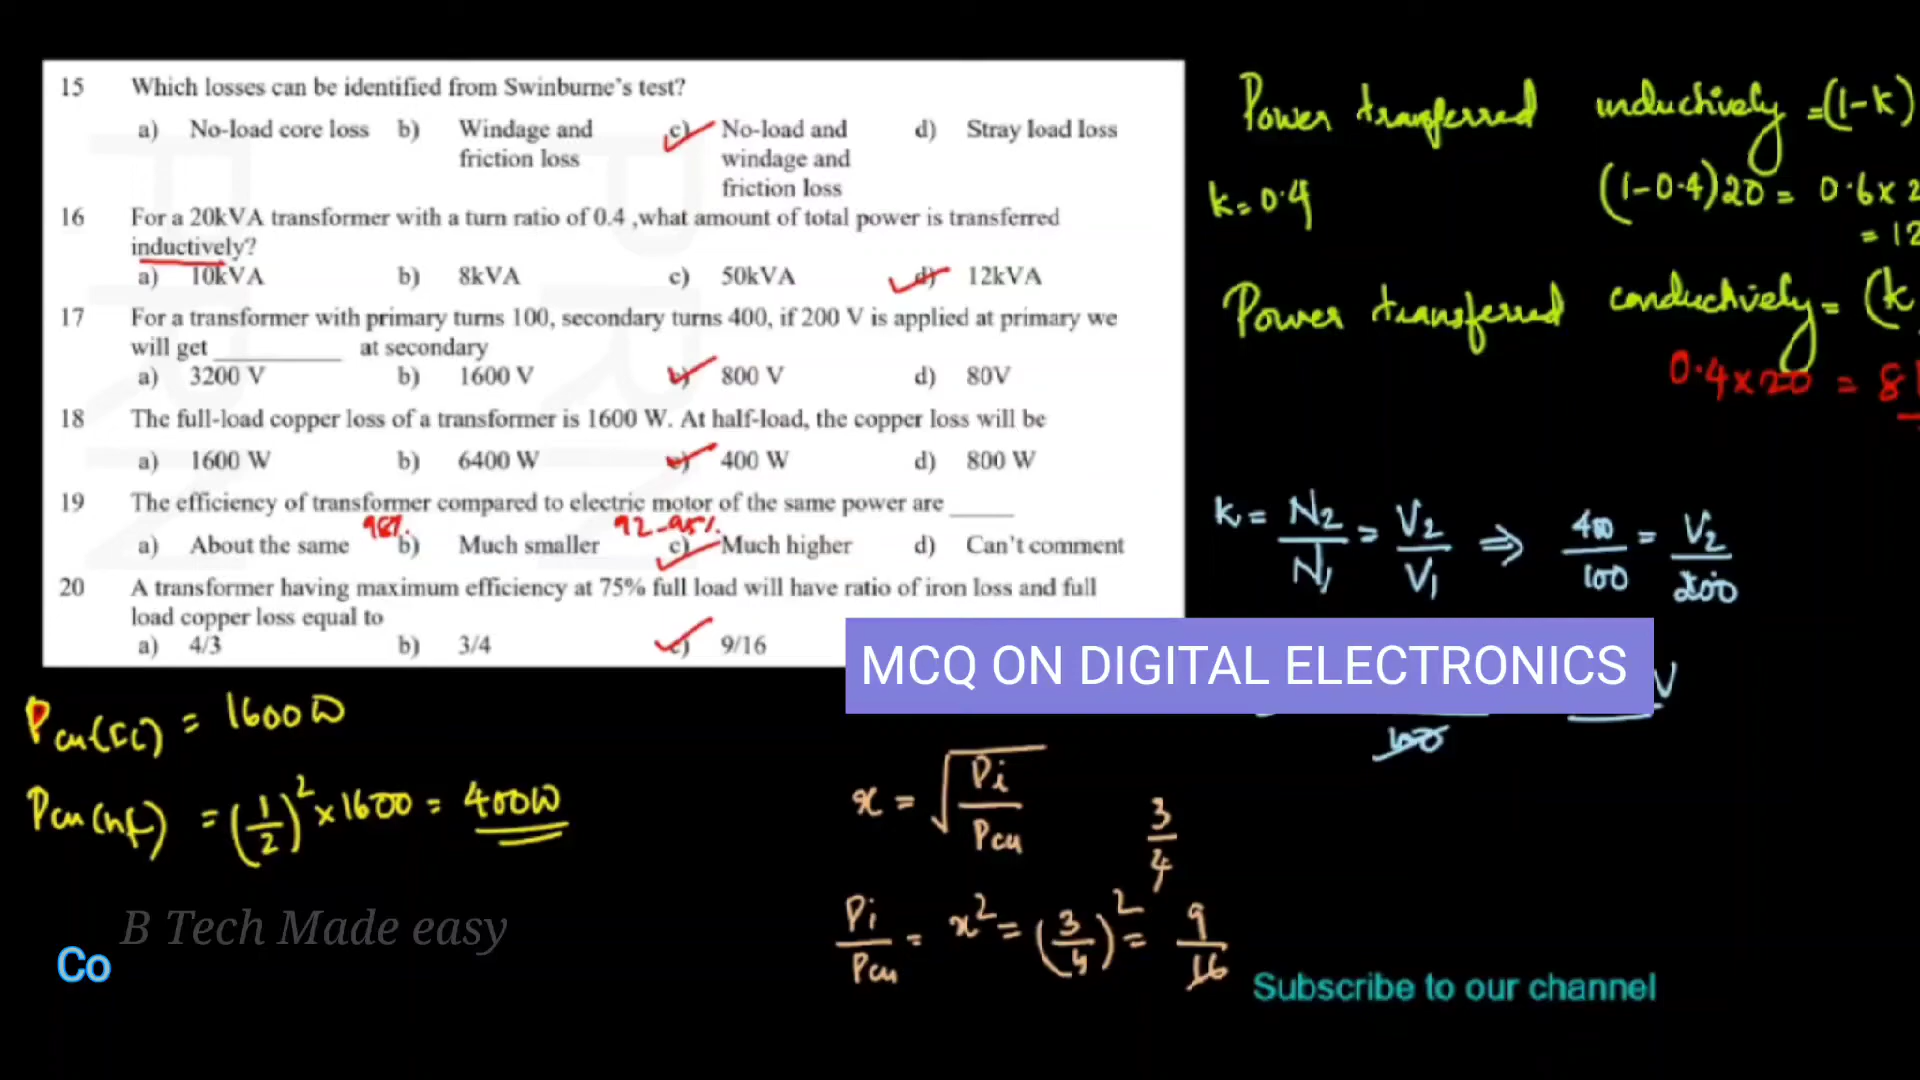 15 Which losses can be identified from Swinburne's test?
a) No-load core loss b) Windage and friction loss c) No-load and windage and friction loss d) Stray load loss
16 For a 20kVA transformer with a turn ratio of 0.4 ,what amount of total power is transferred
inductively?
a) 10kVA b) 8kVA c) 50kVA d) 12kVA
17 For a transformer with primary turns 100, secondary turns 400, if 200 V is applied at primary we
will get __________ at secondary
a) 3200 V b) 1600 V 800 V d) 80V
18 The full-load copper loss of a transformer is 1600 W. At half-load, the copper loss will be
a) 1600 W b) 6400 W 400 W d) 800 W
19 The efficiency of transformer compared to electric motor of the same power are _____
98%. 92-95%.
a) About the same b) Much smaller c) Much higher d) Can't comment
20 A transformer having maximum efficiency at 75% full load will have ratio of iron loss and full
load copper loss equal to
a) 4/3 b) 3/4 c) 9/16
Power transferred inductively = (1-k)
k = 0.4 (1-0.4)20 = 0.6 x 2
= 12
Power transferred conductively = (k
0.4 x 20 = 8
k = N2/N1 = V2/V1 ⇒ 400/100 = V2/200
MCQ ON DIGITAL ELECTRONICS
V
100
Pcu(FL) = 1600W
Pcu(hf) = (1/2)² x 1600 = 400W
x = √(Pi/Pcu) 3/4
Pi/Pcu = x² = (3/4)² = 9/16
B Tech Made easy
Co
Subscribe to our channel